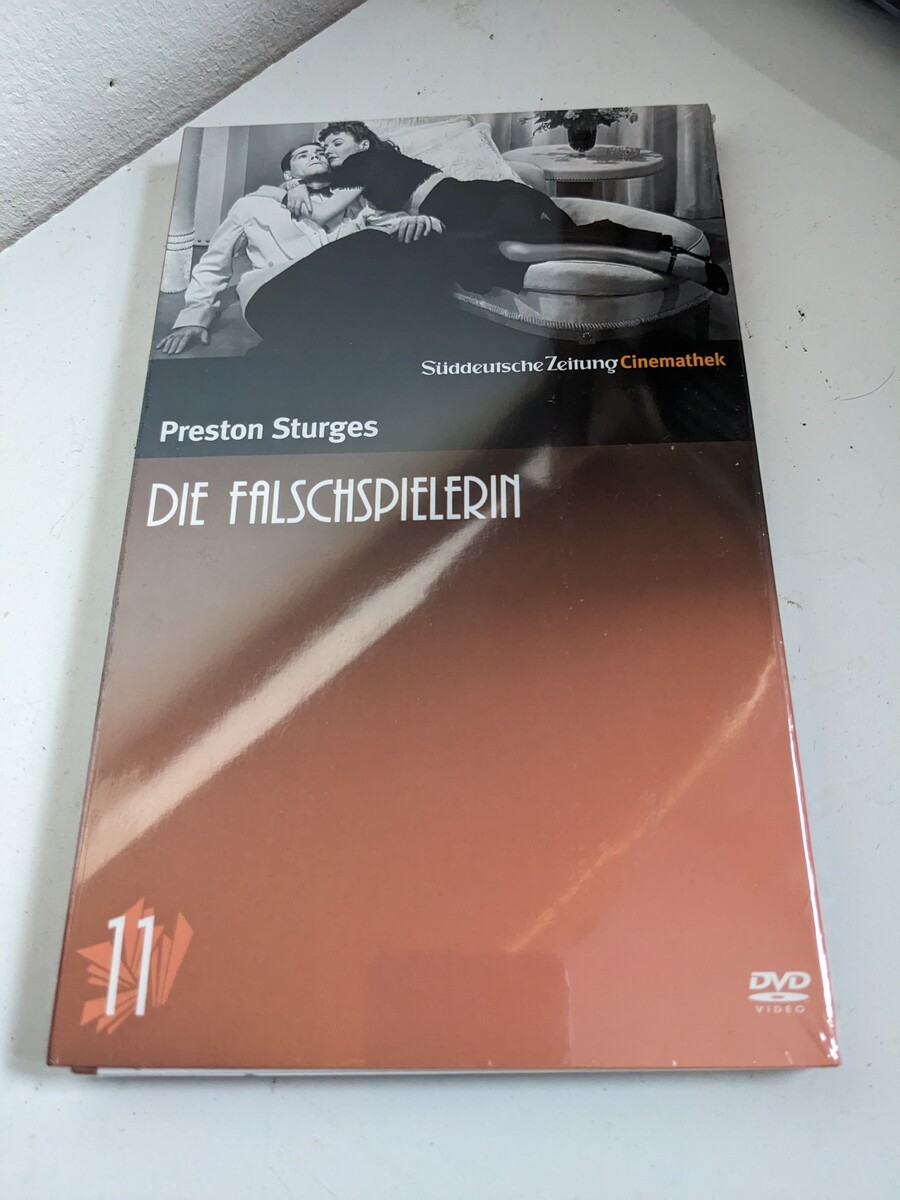 Süddeutsche Zeitung Cinemathek
Preston Sturges
DIE FALSCHSPIELERIN
11
DVD
VIDEO